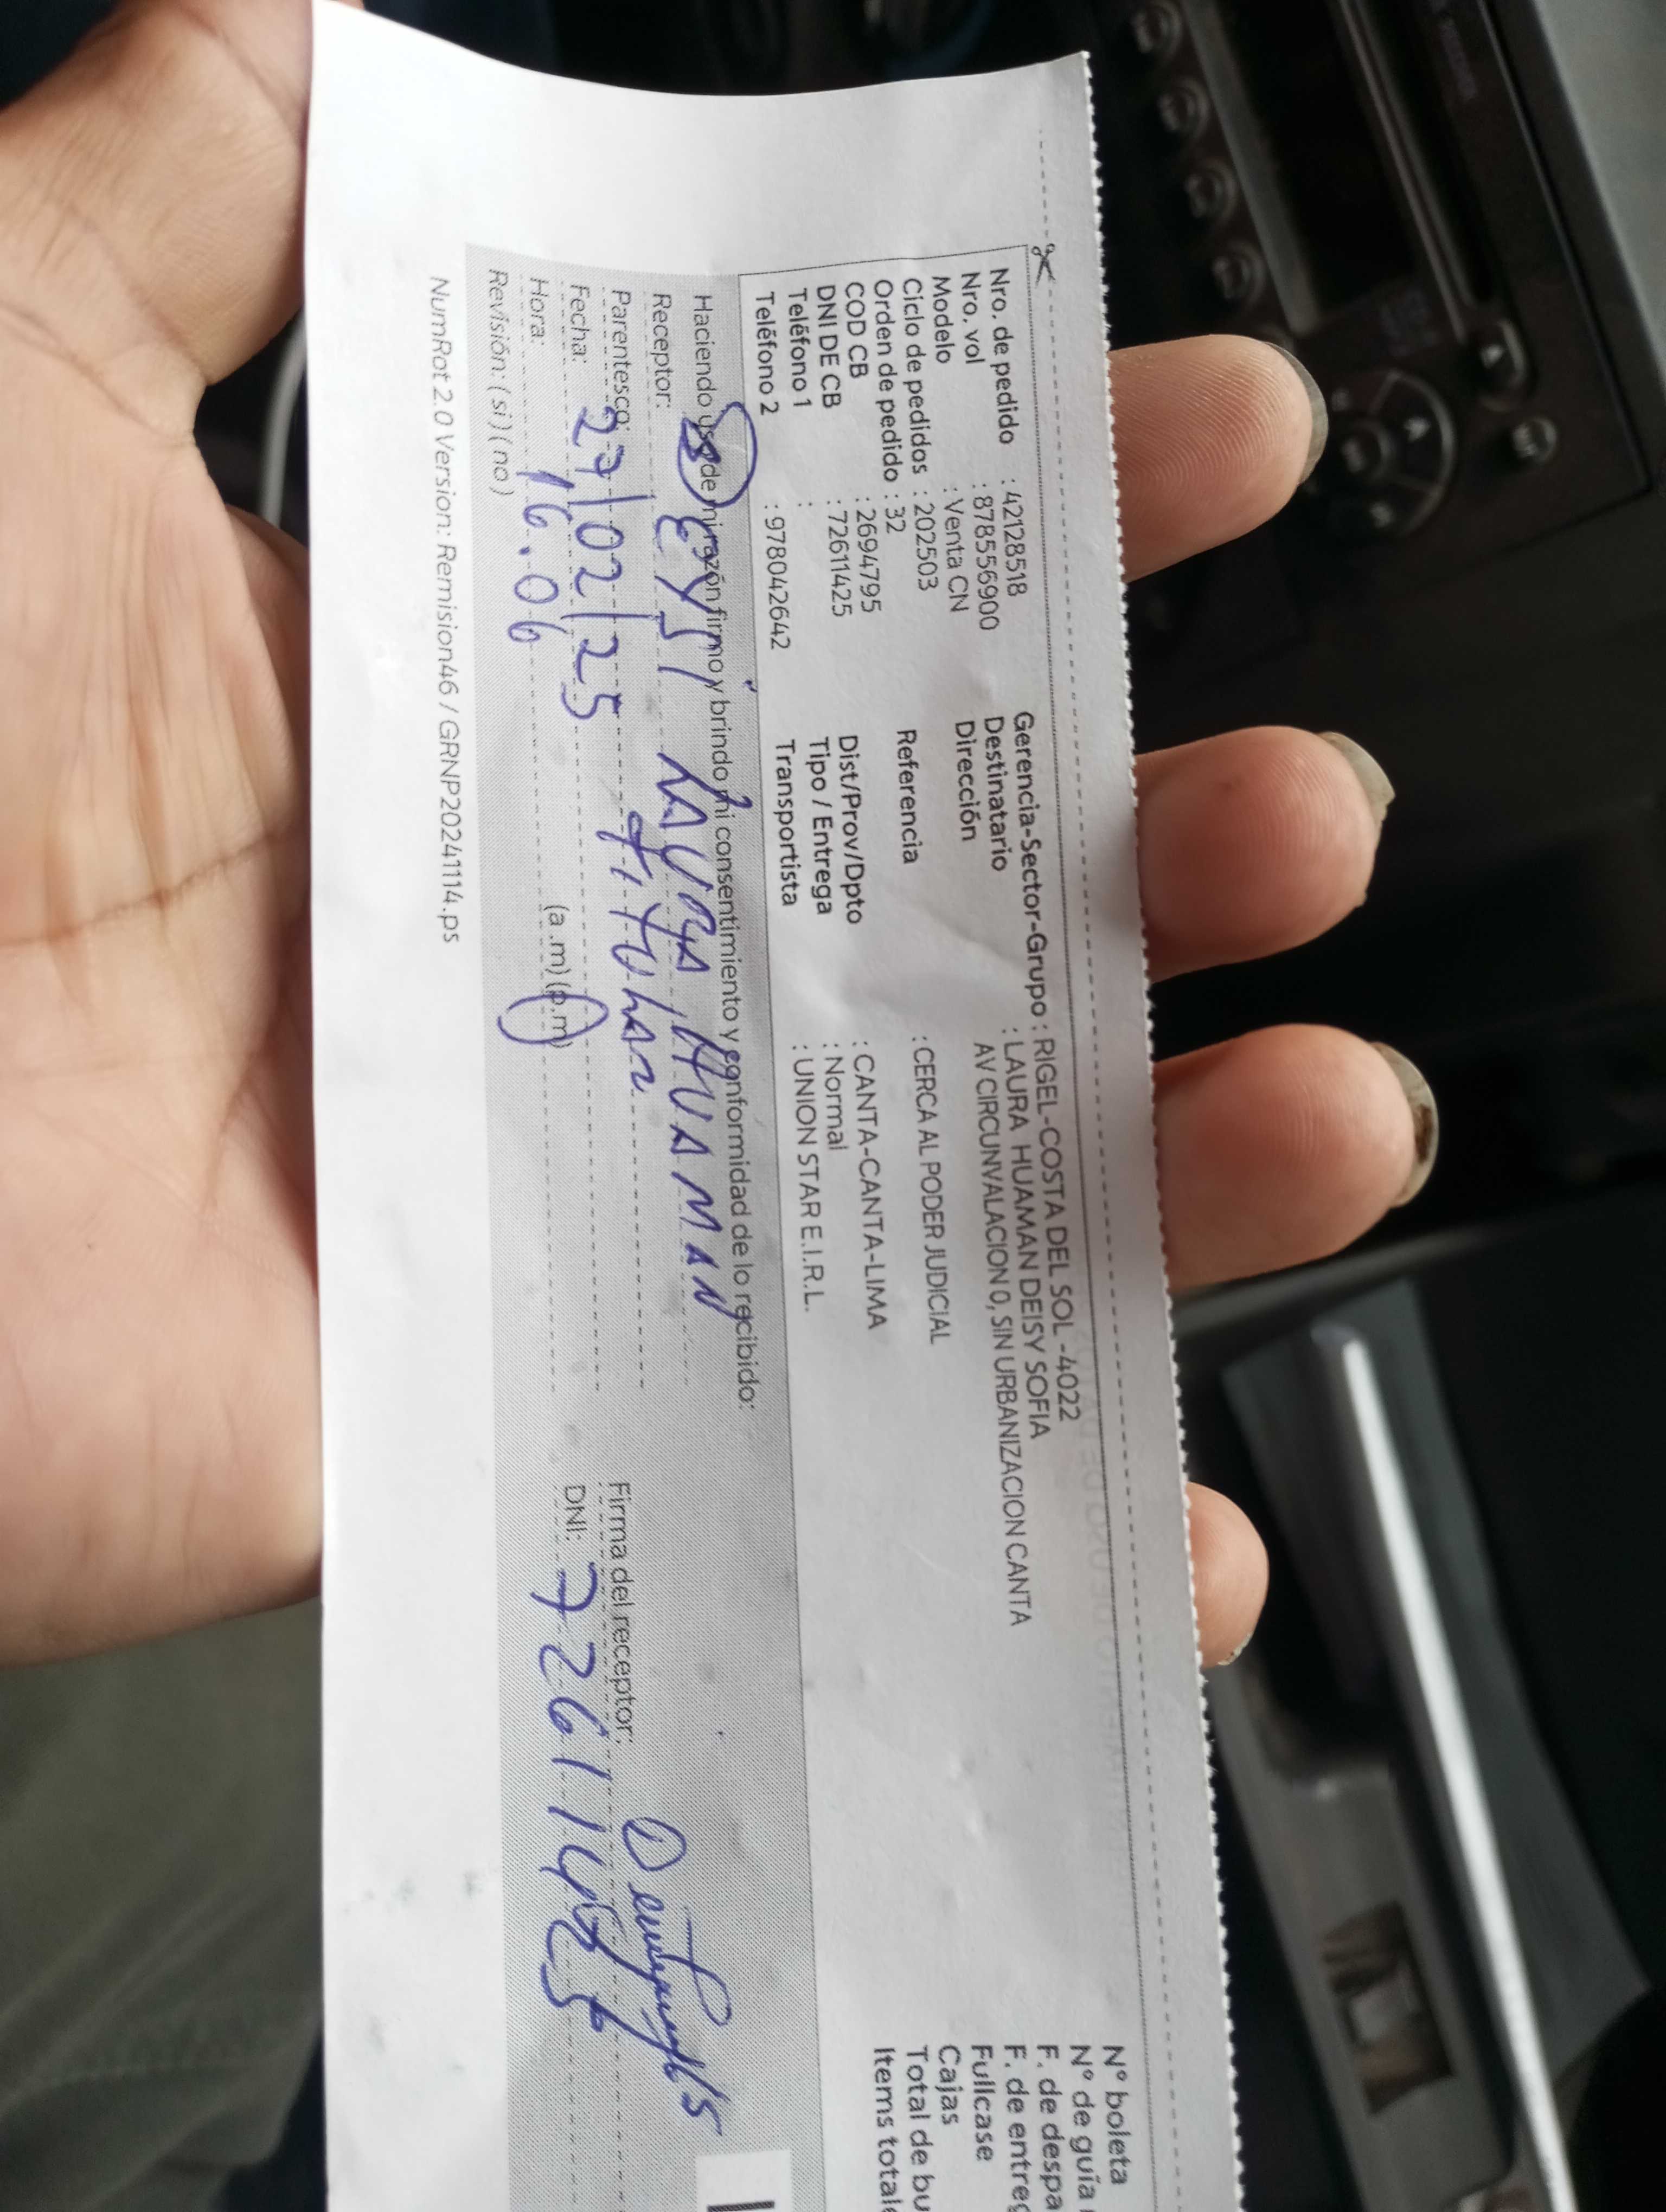 Nro. de pedido : 42128518
Nro. vol : 878556900
Modelo : Venta CN
Ciclo de pedidos : 202503
Orden de pedido : 32
COD CB : 2694795
DNI DE CB : 72611425
Teléfono 1 :
Teléfono 2 : 978042642
Gerencia-Sector-Grupo : RIGEL-COSTA DEL SOL -4022
Destinatario : LAURA HUAMAN DEISY SOFIA
Dirección AV CIRCUNVALACION 0, SIN URBANIZACION CANTA
Referencia : CERCA AL PODER JUDICIAL
Dist/Prov/Dpto : CANTA-CANTA-LIMA
Tipo / Entrega : Normal
Transportista : UNION STAR E.I.R.L.
N° boleta
N° de guía
F. de despa
F. de entreg
Fullcase
Cajas
Total de bu
Items totale
Haciendo uso de mi razón firmo y brindo mi consentimiento y conformidad de lo recibido:
Receptor: DEYSI LAURA HUAMAN
Parentesco: titular
Fecha: 27/02/25
Hora: 16.06 (a.m) (p.m)
Revisión: ( si ) ( no )
Firma del receptor:
DNI: 72611425
NumRot 2.0 Version: Remision46 / GRNP20241114.ps